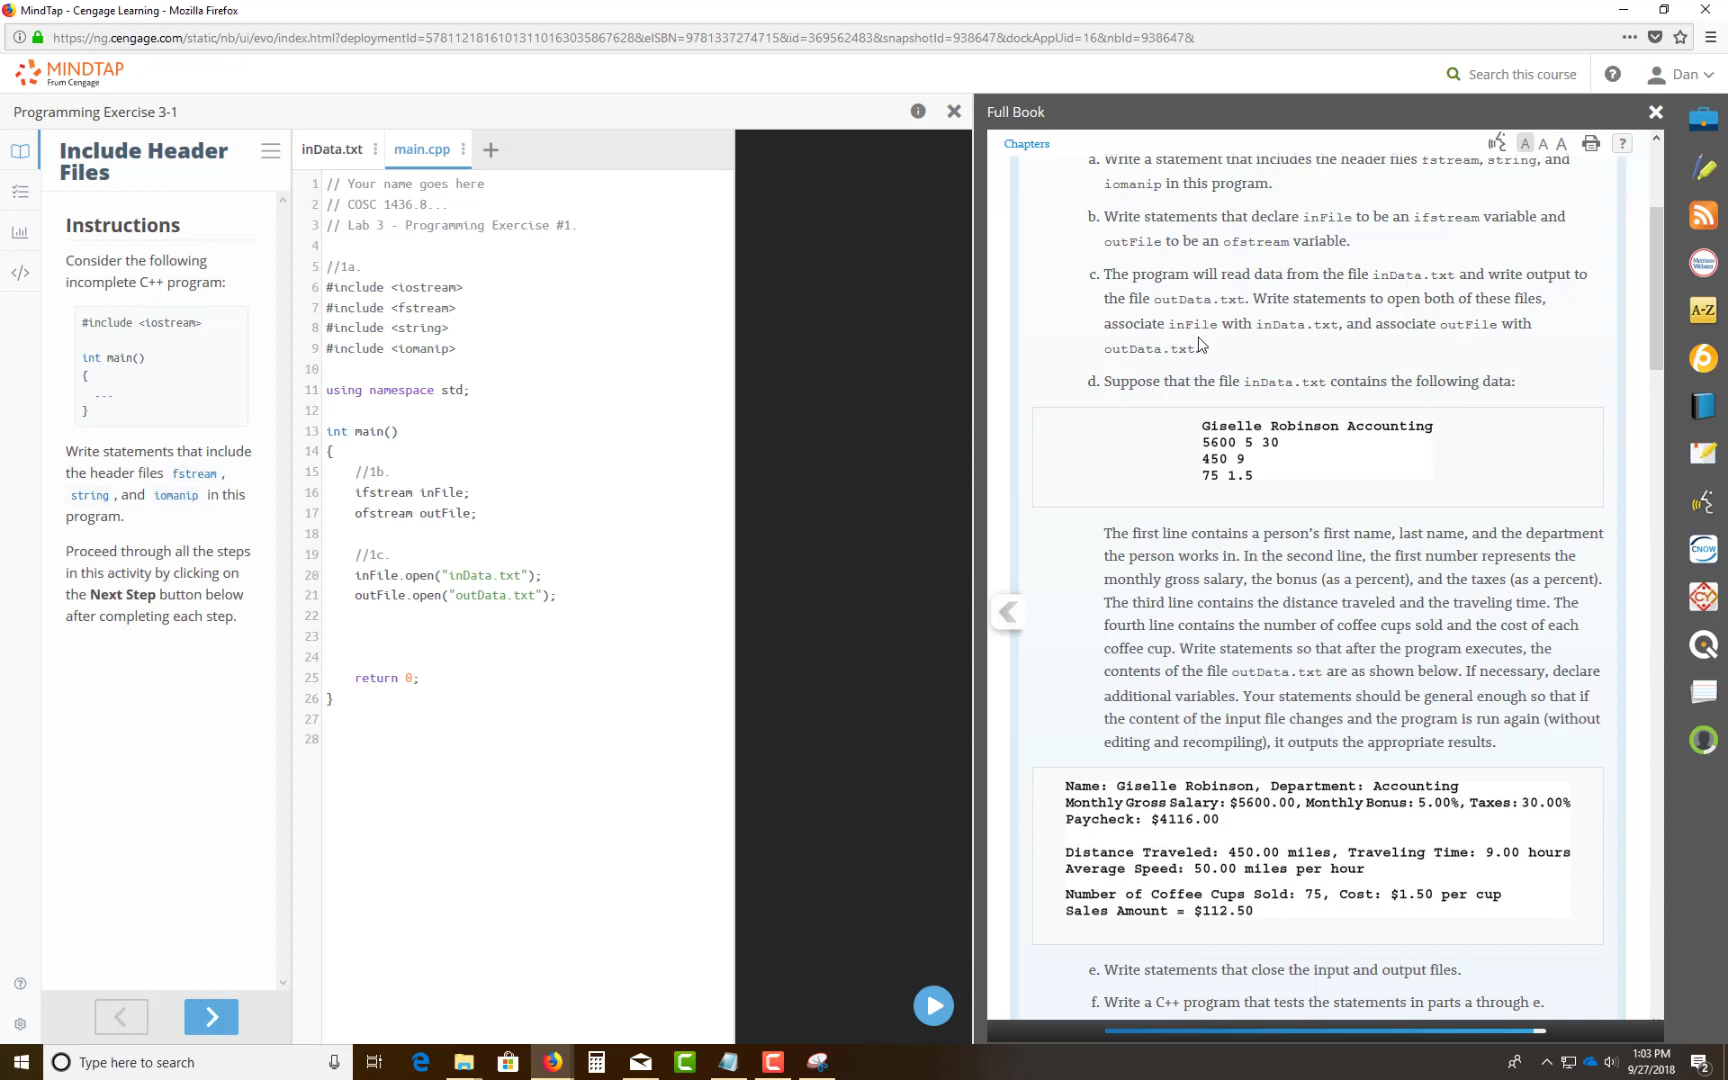 MindTap - Cengage Learning - Mozilla Firefox
https://ng.cengage.com/static/nb/ui/evo/index.html?deploymentId=57811218161013110163035867628&eISBN=9781337274715&id=369562483&snapshotId=938647&dockAppUid=16&nbId=938647&
MINDTAP
From Cengage
Search this course
Dan
Programming Exercise 3-1
Include Header
Files
Instructions
Consider the following
incomplete C++ program:
#include <iostream>
int main()
{
...
}
Write statements that include
the header files fstream ,
string , and iomanip in this
program.
Proceed through all the steps
in this activity by clicking on
the Next Step button below
after completing each step.
inData.txt
main.cpp
1 // Your name goes here
2 // COSC 1436.8...
3 // Lab 3 - Programming Exercise #1.
4
5 //1a.
6 #include <iostream>
7 #include <fstream>
8 #include <string>
9 #include <iomanip>
10
11 using namespace std;
12
13 int main()
14 {
15 //1b.
16 ifstream inFile;
17 ofstream outFile;
18
19 //1c.
20 inFile.open("inData.txt");
21 outFile.open("outData.txt");
22
23
24
25 return 0;
26 }
27
28
Full Book
Chapters
A A A
a. Write a statement that includes the header files fstream, string, and
iomanip in this program.
b. Write statements that declare inFile to be an ifstream variable and
outFile to be an ofstream variable.
c. The program will read data from the file inData.txt and write output to
the file outData.txt. Write statements to open both of these files,
associate inFile with inData.txt, and associate outFile with
outData.txt.
d. Suppose that the file inData.txt contains the following data:
Giselle Robinson Accounting
5600 5 30
450 9
75 1.5
The first line contains a person’s first name, last name, and the department
the person works in. In the second line, the first number represents the
monthly gross salary, the bonus (as a percent), and the taxes (as a percent).
The third line contains the distance traveled and the traveling time. The
fourth line contains the number of coffee cups sold and the cost of each
coffee cup. Write statements so that after the program executes, the
contents of the file outData.txt are as shown below. If necessary, declare
additional variables. Your statements should be general enough so that if
the content of the input file changes and the program is run again (without
editing and recompiling), it outputs the appropriate results.
Name: Giselle Robinson, Department: Accounting
Monthly Gross Salary: $5600.00, Monthly Bonus: 5.00%, Taxes: 30.00%
Paycheck: $4116.00
Distance Traveled: 450.00 miles, Traveling Time: 9.00 hours
Average Speed: 50.00 miles per hour
Number of Coffee Cups Sold: 75, Cost: $1.50 per cup
Sales Amount = $112.50
e. Write statements that close the input and output files.
f. Write a C++ program that tests the statements in parts a through e.
A-Z
CNOW
Type here to search
1:03 PM
9/27/2018
2